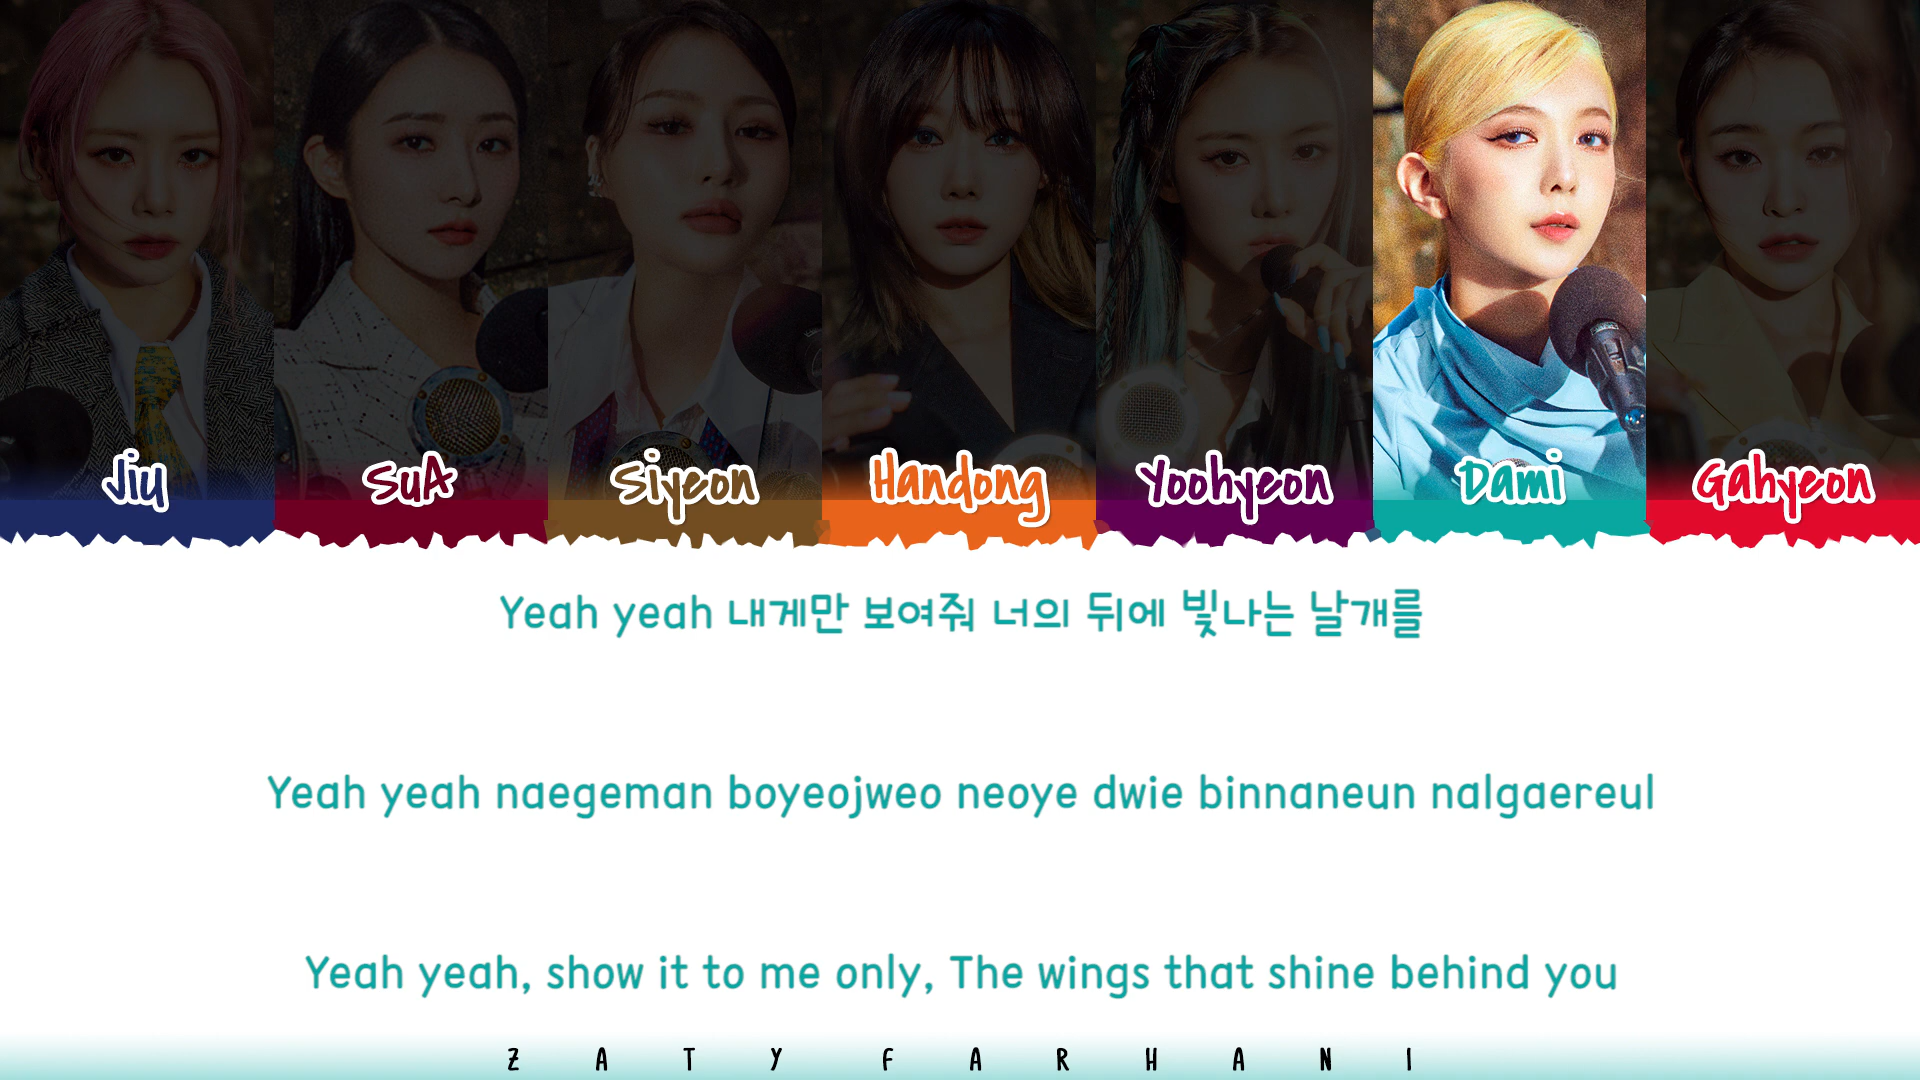 Jiu SuA Siyeon Handong Yoohyeon Dami Gahyeon
Yeah yeah 내게만 보여줘 너의 뒤에 빛나는 날개를
Yeah yeah naegeman boyeojweo neoye dwie binnaneun nalgaereul
Yeah yeah, show it to me only, The wings that shine behind you
ZATY FARHANI